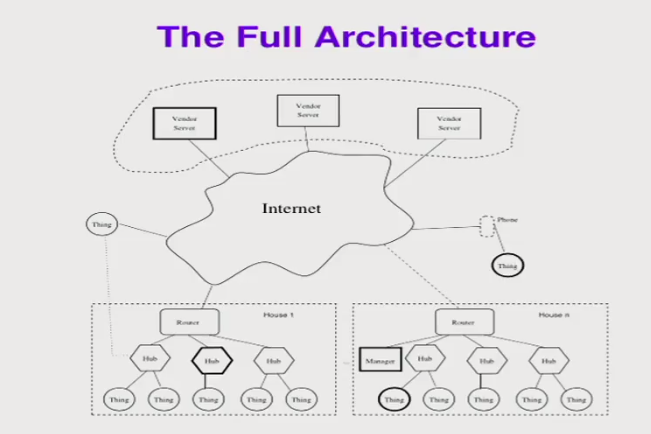 The Full Architecture
Vendor
Server
Vendor
Server
Vendor
Server
Internet
Thing
Phone
Thing
Router
House 1
Router
House n
Hub
Hub
Hub
Manager
Hub
Hub
Hub
Thing
Thing
Thing
Thing
Thing
Thing
Thing
Thing
Thing
Thing